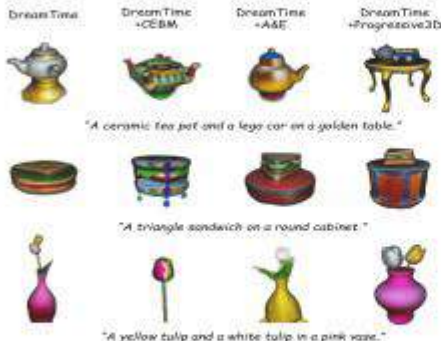 DreamTime
DreamTime +CEBM
DreamTime +A&E
DreamTime +Progressive3D
"A ceramic tea pot and a lego car on a golden table."
"A triangle sandwich on a round cabinet."
"A yellow tulip and a white tulip in a pink vase."